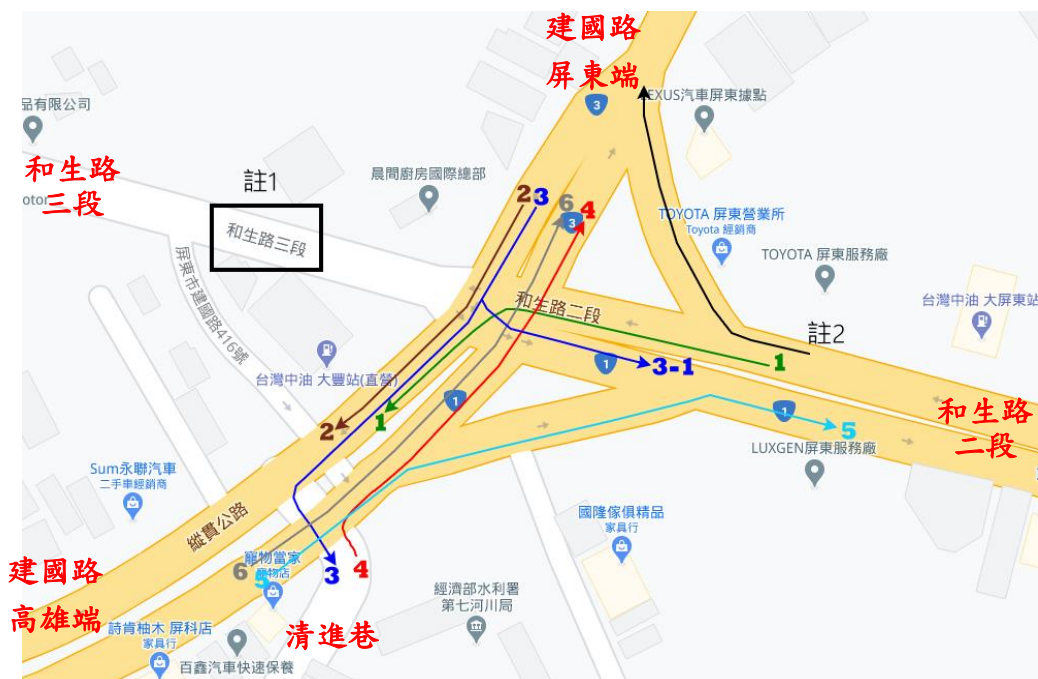 建國路
屏東端
3
EXUS汽車屏東據點
品有限公司
和生路
三段
otor
註1
和生路三段
晨間廚房國際總部
2
3
6
3
4
TOYOTA 屏東營業所
Toyota 經銷商
TOYOTA 屏東服務廠
台灣中油 大屏東站
屏東市建國路416號
和生路二段
註2
1
3-1
1
台灣中油 大豐站(直營)
1
2
1
1
5
和生路
二段
LUXGEN屏東服務廠
Sum永聯汽車
二手車經銷商
縱貫公路
國隆傢俱精品
家具行
建國路
高雄端
6
5
寵物當家
寵物店
3
4
經濟部水利署
第七河川局
詩肯柚木 屏科店
家具行
清進巷
百鑫汽車快速保養